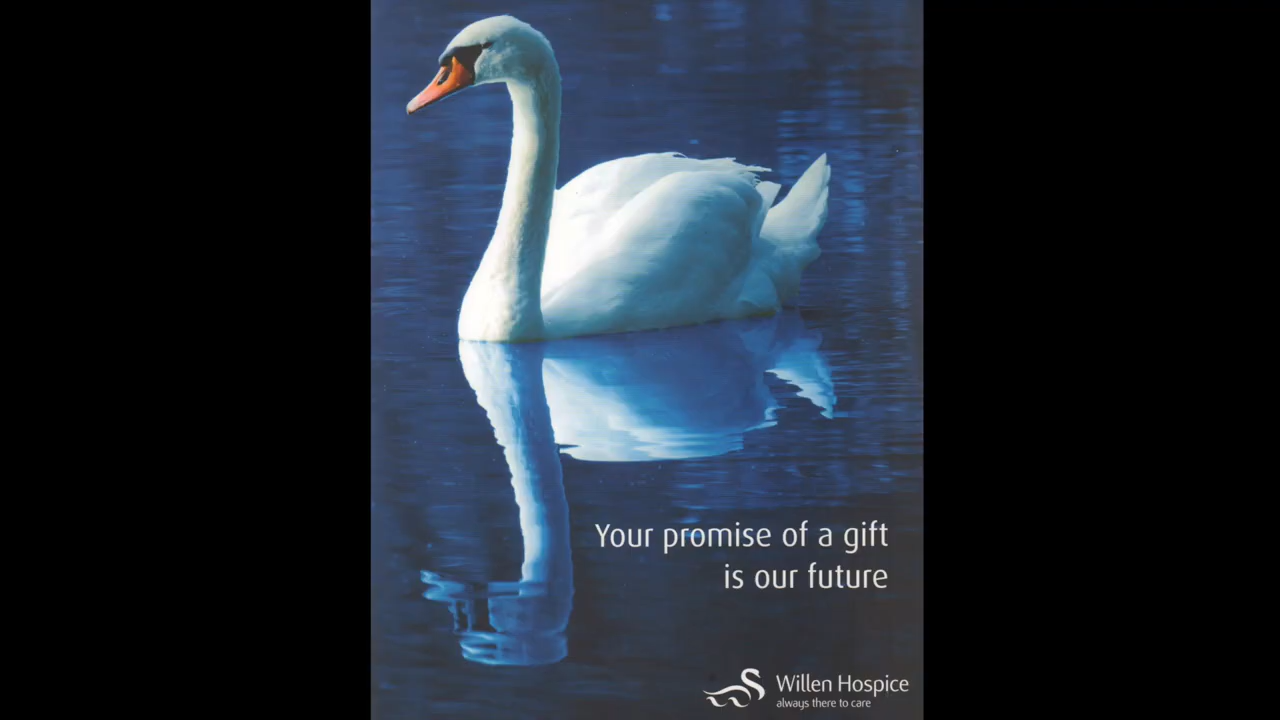 Your promise of a gift
is our future
Willen Hospice
always there to care